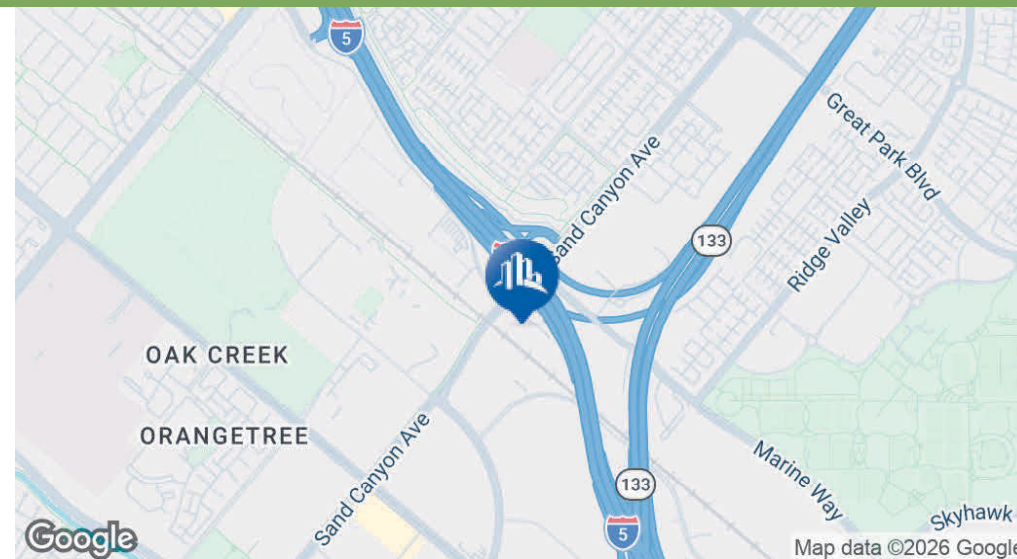 5
Great Park Blvd
Sand Canyon Ave
133
Ridge Valley
OAK CREEK
ORANGETREE
Sand Canyon Ave
Marine Way
133
5
Skyhawk
Google
Map data ©2026 Google